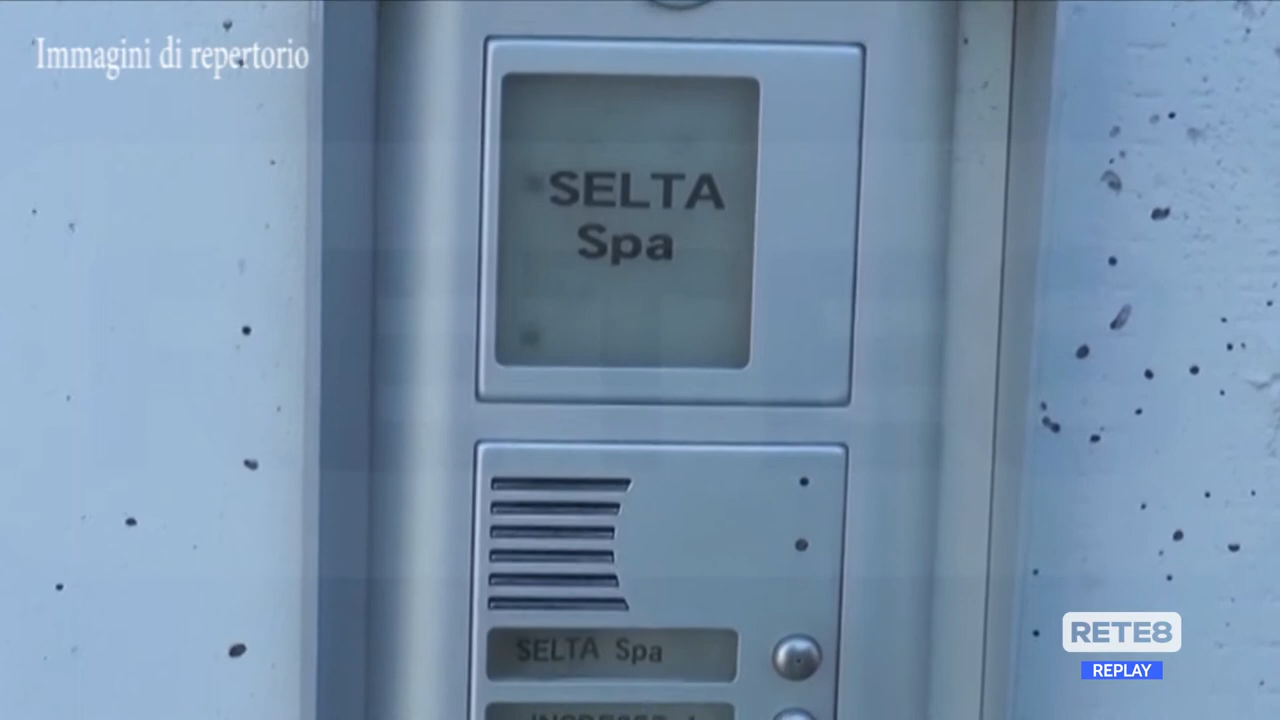 Immagini di repertorio
SELTA
Spa
SELTA Spa
RETE8
REPLAY